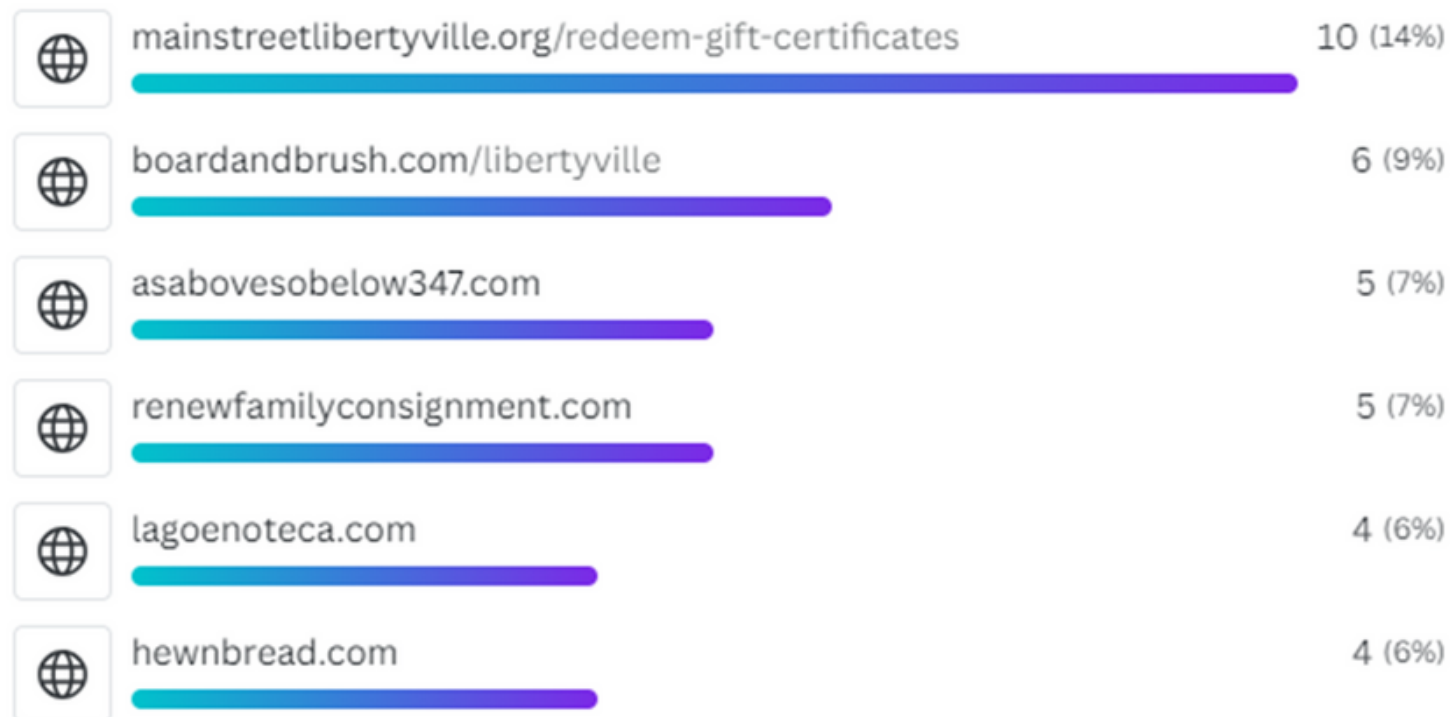 mainstreetlibertyville.org/redeem-gift-certificates 10 (14%)
boardandbrush.com/libertyville 6 (9%)
asabovesobelow347.com 5 (7%)
renewfamilyconsignment.com 5 (7%)
lagoenoteca.com 4 (6%)
hewnbread.com 4 (6%)